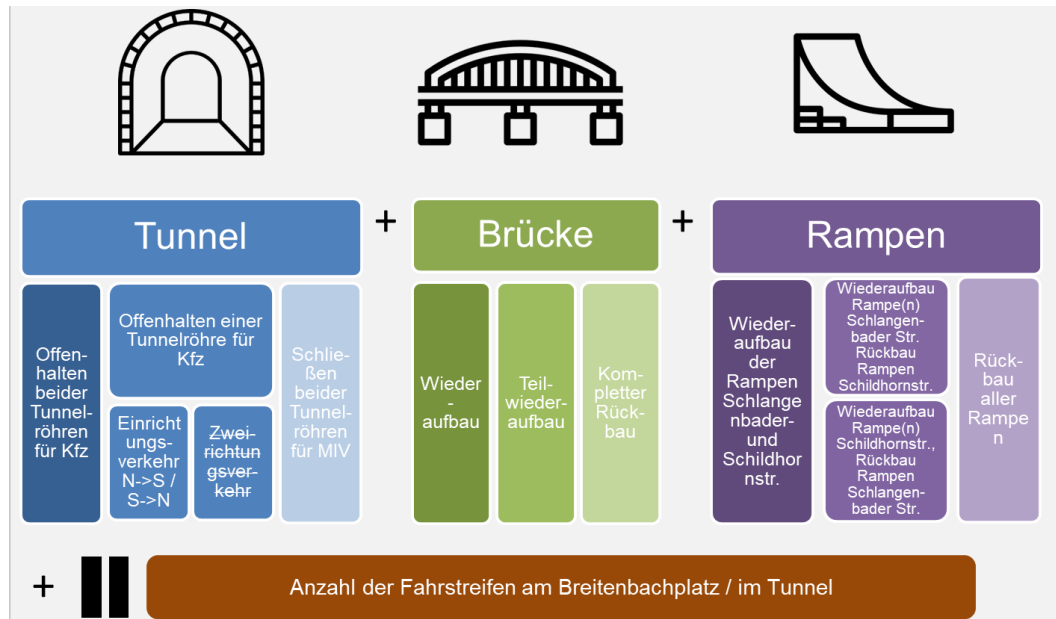 Tunnel
+
Brücke
+
Rampen
Offen-
halten
beider
Tunnel-
röhren
für Kfz
Offenhalten einer
Tunnelröhre für
Kfz
Einricht
ungs-
verkehr
N->S /
S->N
Zwei-
richtu
ngsver-
kehr
Schlie-
ßen
beider
Tunnel-
röhren
für MIV
Wieder
-
aufbau
Teil-
wieder-
aufbau
Kom-
pletter
Rück-
bau
Wieder-
aufbau
der
Rampen
Schlange
nbader-
und
Schildhor
nstr.
Wiederaufbau
Rampe(n)
Schlangen-
bader Str.
Rückbau
Rampen
Schildhornstr.
Wiederaufbau
Rampe(n)
Schildhornstr.,
Rückbau
Rampen
Schlangen-
bader Str.
Rück-
bau
aller
Rampe
n
+
Anzahl der Fahrstreifen am Breitenbachplatz / im Tunnel